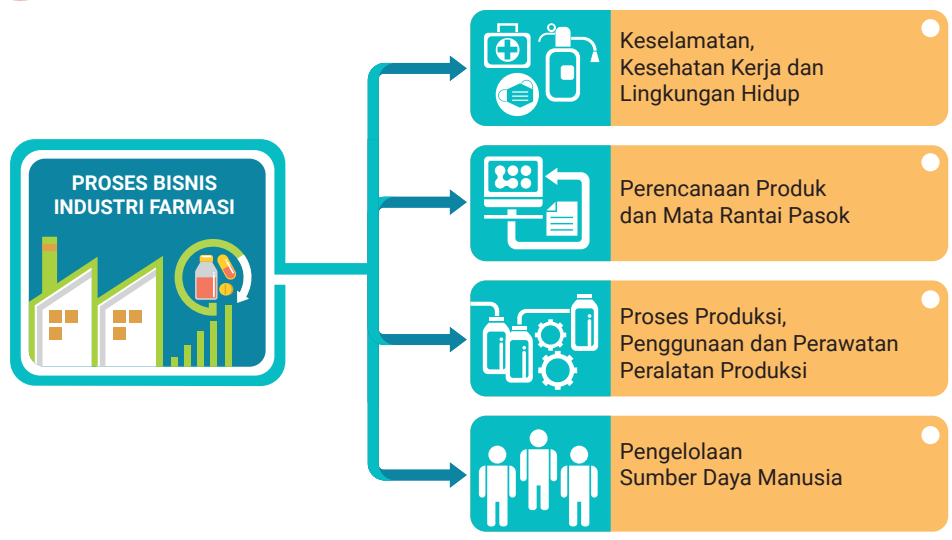 PROSES BISNIS
INDUSTRI FARMASI
Keselamatan,
Kesehatan Kerja dan
Lingkungan Hidup
Perencanaan Produk
dan Mata Rantai Pasok
Proses Produksi,
Penggunaan dan Perawatan
Peralatan Produksi
Pengelolaan
Sumber Daya Manusia